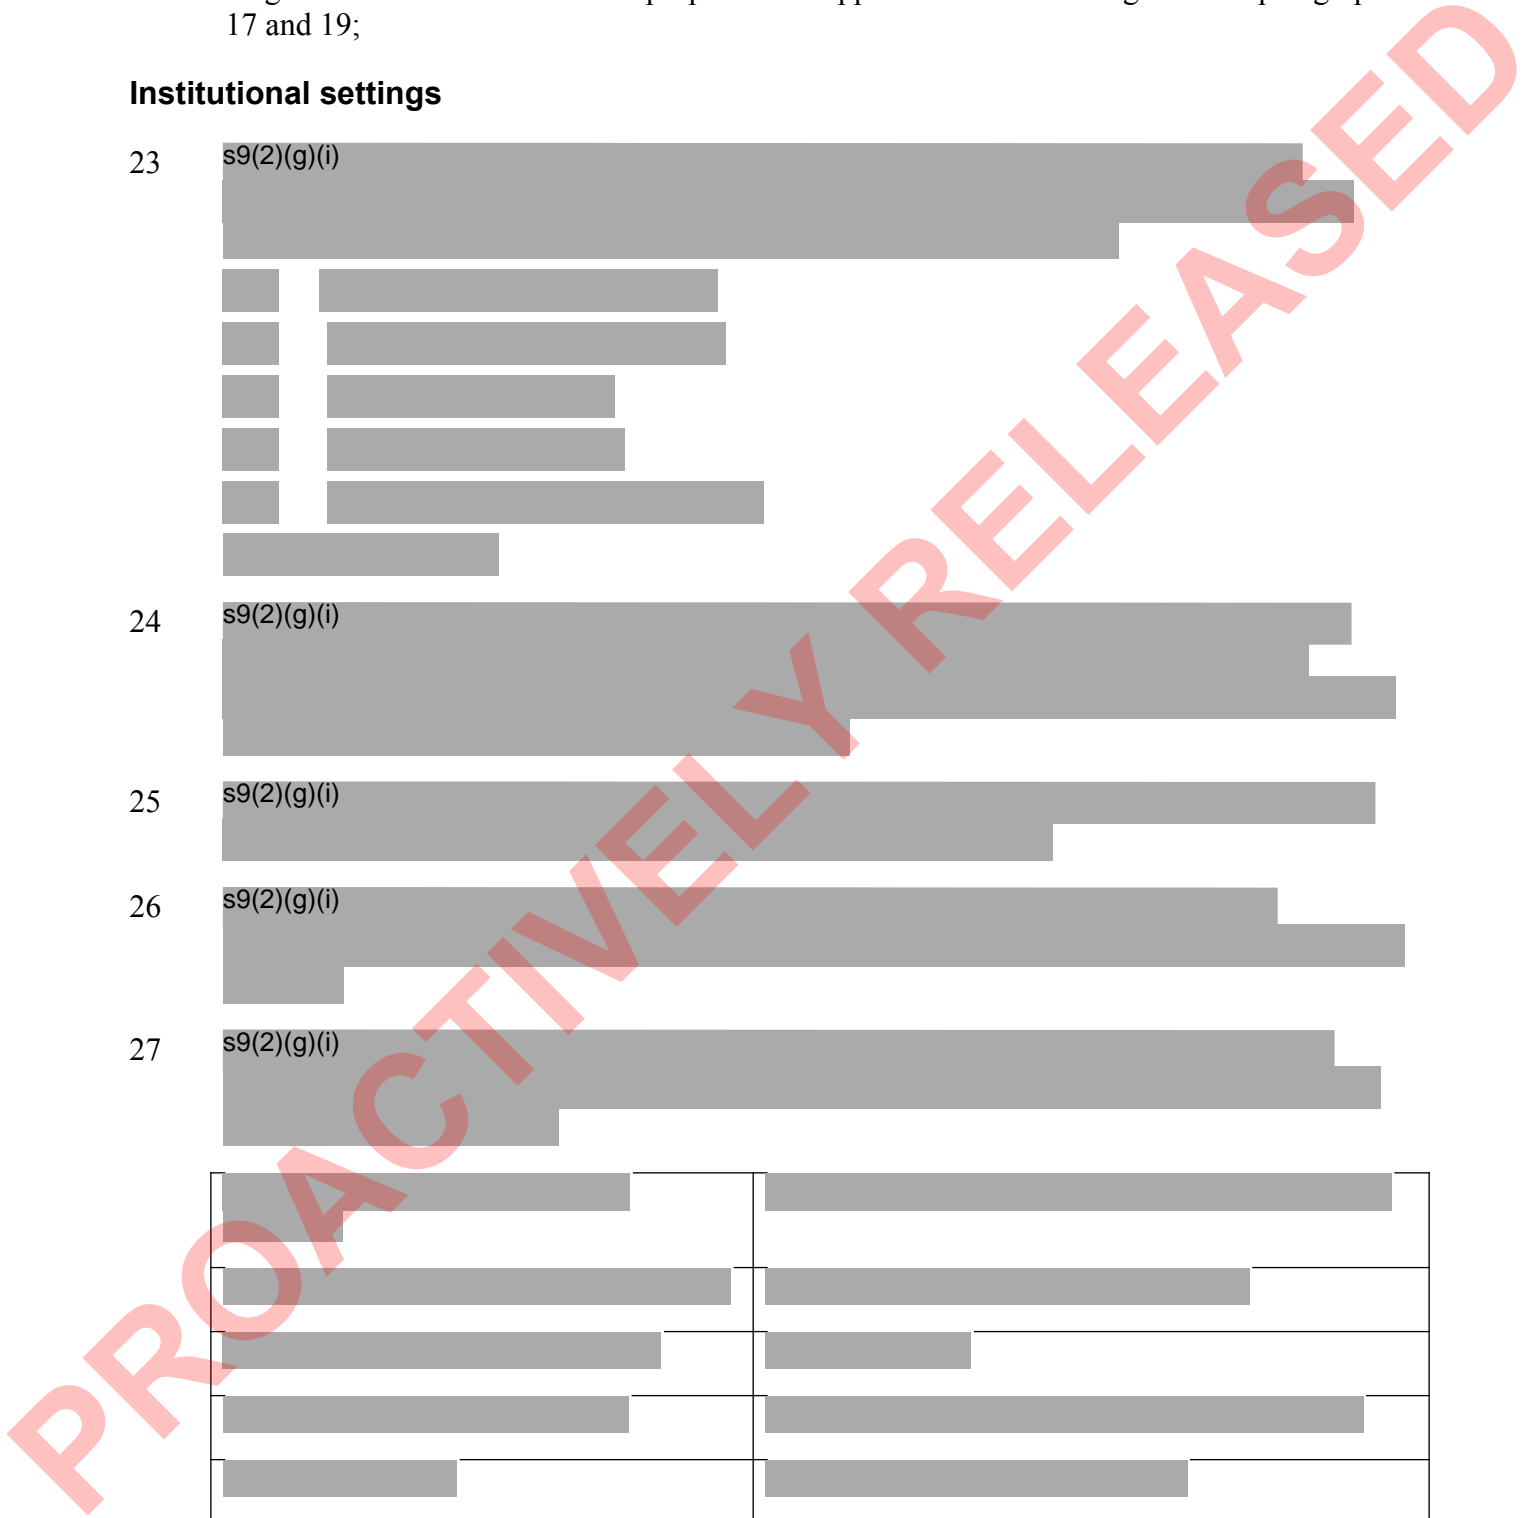 17 and 19;
Institutional settings
23 s9(2)(g)(i)
24 s9(2)(g)(i)
25 s9(2)(g)(i)
26 s9(2)(g)(i)
27 s9(2)(g)(i)
PROACTIVELY RELEASED